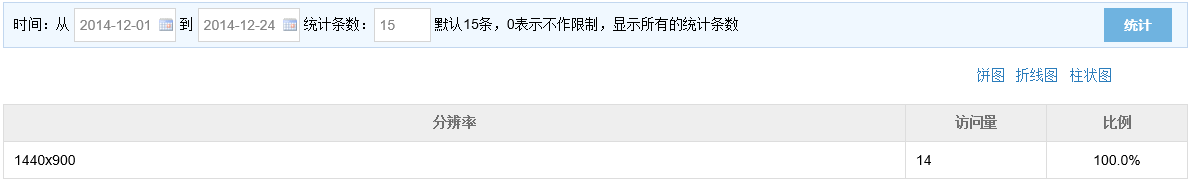 时间：从 2014-12-01 到 2014-12-24 统计条数： 15 默认15条，0表示不作限制，显示所有的统计条数 统计
饼图 折线图 柱状图
分辨率 访问量 比例
1440x900 14 100.0%